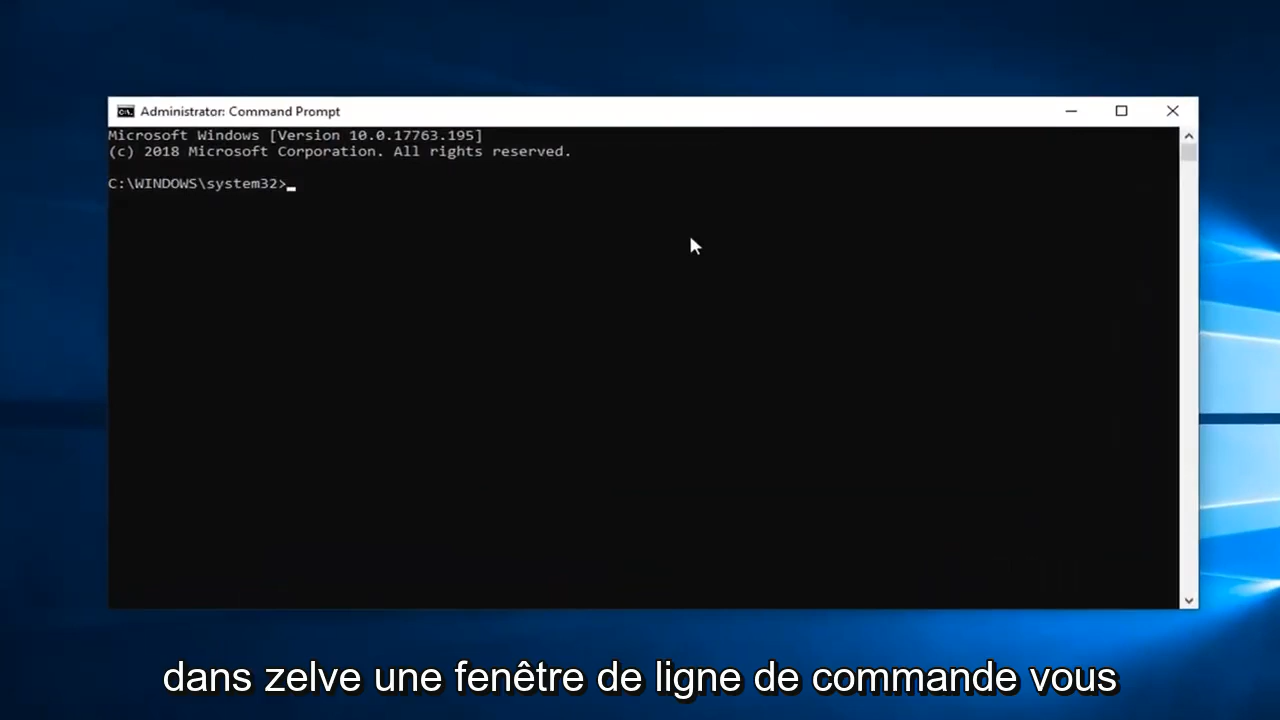 Administrator: Command Prompt
Microsoft Windows [Version 10.0.17763.195]
(c) 2018 Microsoft Corporation. All rights reserved.
C:\WINDOWS\system32>
dans zelve une fenêtre de ligne de commande vous